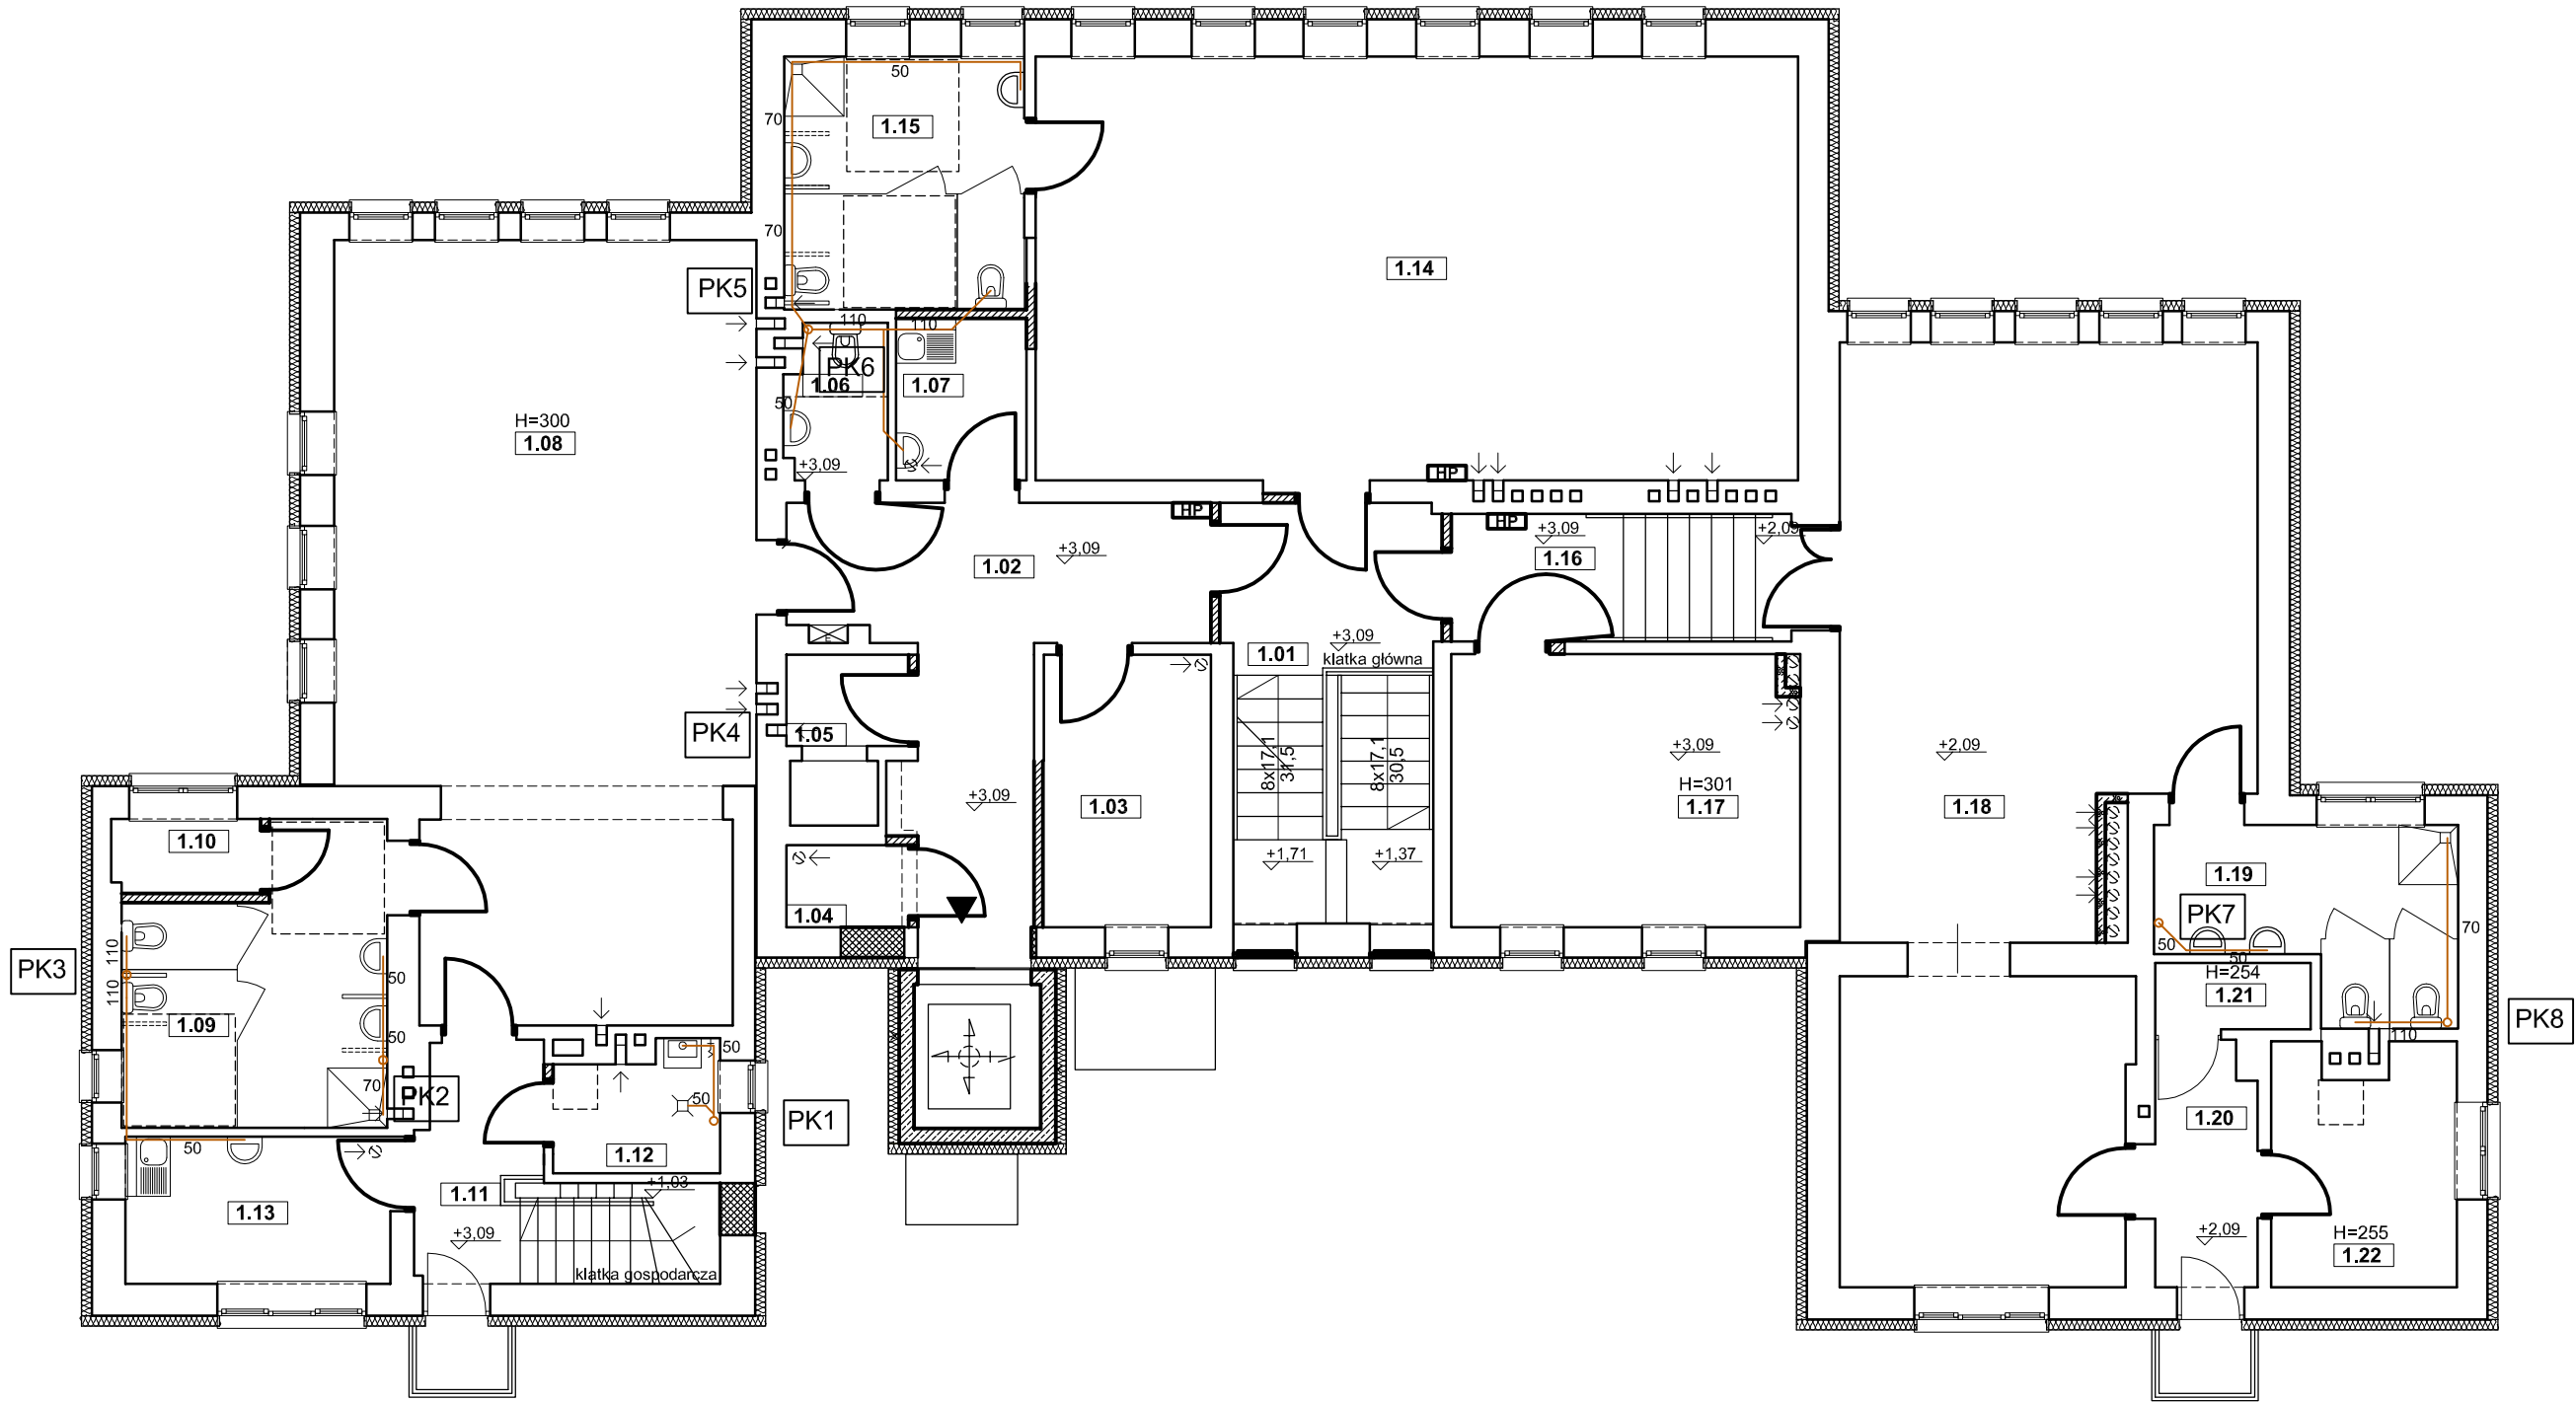 50
70
1.15
70
1.14
PK5
110
110
PK6
1.06
1.07
50
H=300
1.08
+3,09
HP
HP
HP
+3,09
+2,09
1.16
+3,09
1.02
E
+3,09
klatka główna
1.01
1.05
PK4
8x17,1
31,5
8x17,1
30,5
+3,09
H=301
1.17
+2,09
1.18
+3,09
1.03
1.10
+1,71
+1,37
1.04
1.19
PK7
50
50
70
PK3
110
110
50
1.09
50
H=254
1.21
PK8
110
70
PK2
50
50
PK1
1.20
50
1.12
1.11
+1,03
1.13
+3,09
klatka gospodarcza
+2,09
H=255
1.22